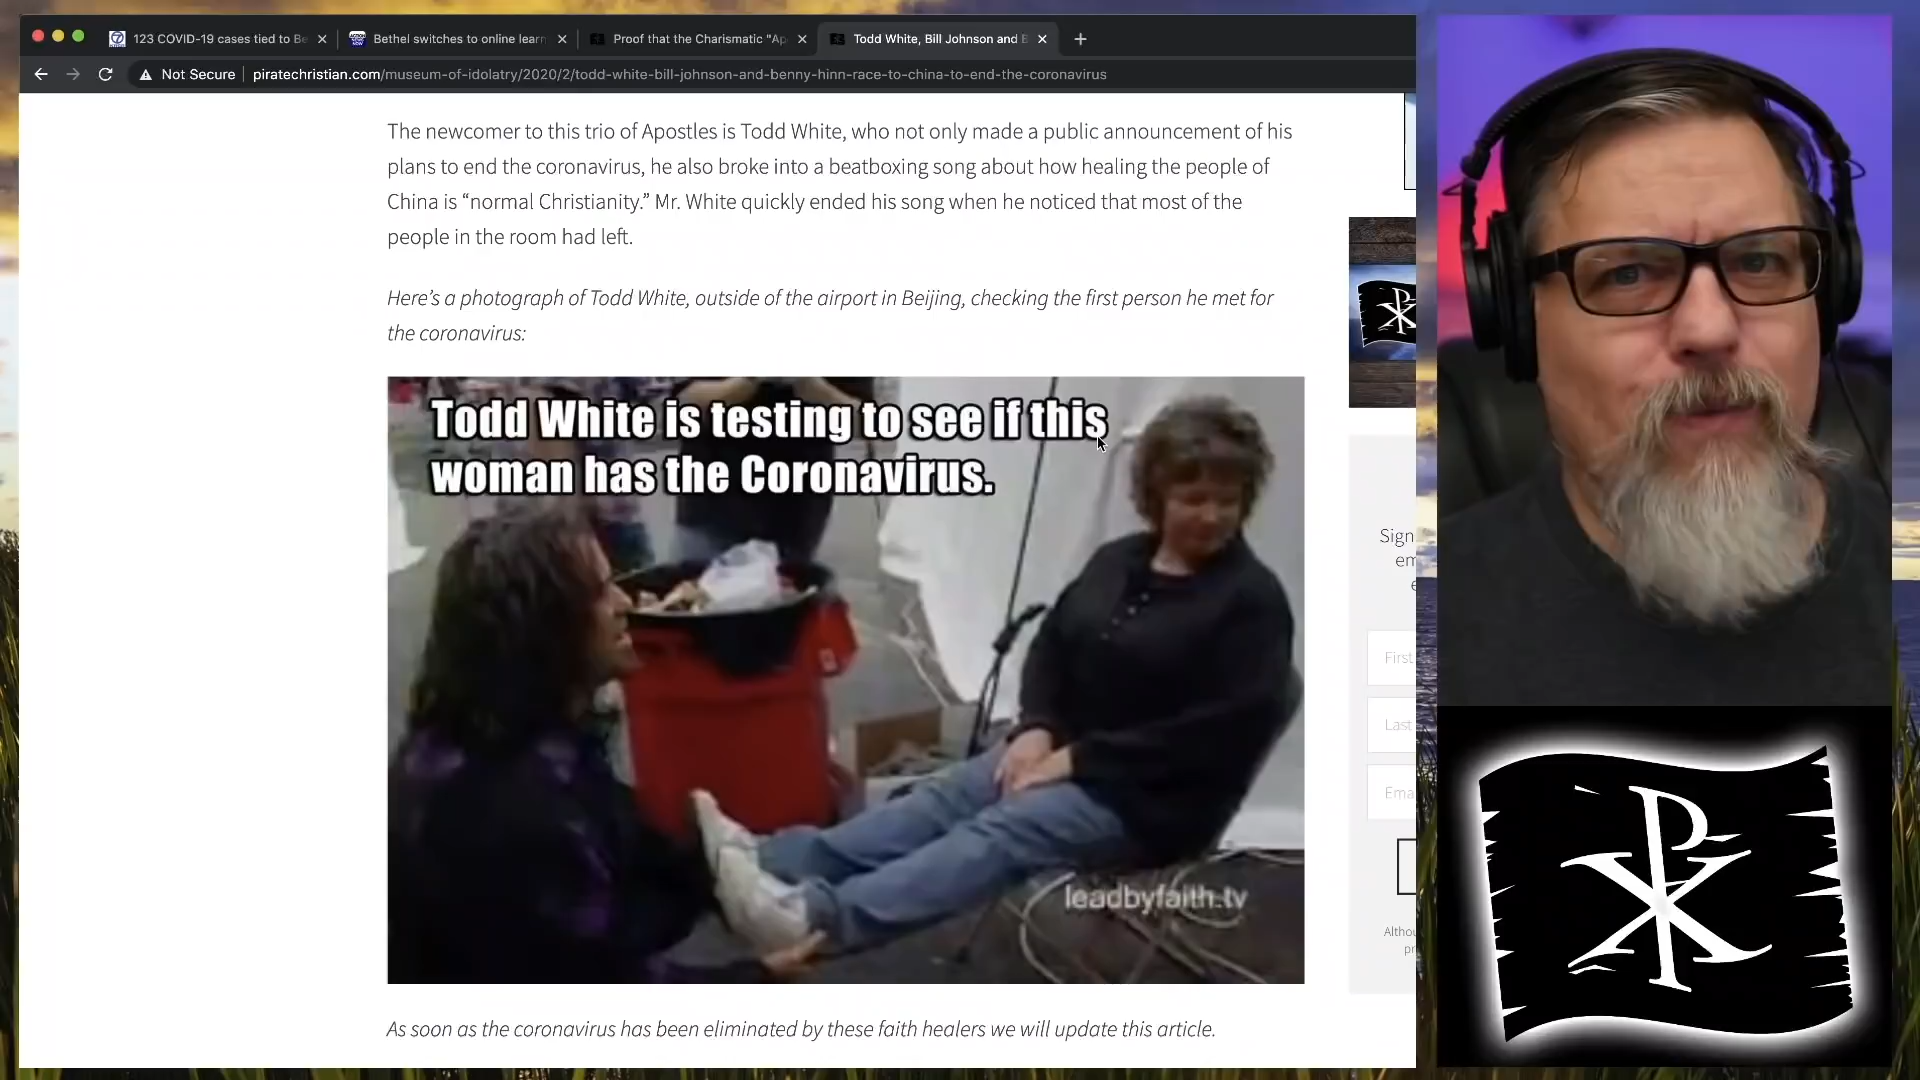 123 COVID-19 cases tied to Be
Bethel switches to online learn
Proof that the Charismatic "Ap
Todd White, Bill Johnson and B
Not Secure
piratechristian.com/museum-of-idolatry/2020/2/todd-white-bill-johnson-and-benny-hinn-race-to-china-to-end-the-coronavirus
The newcomer to this trio of Apostles is Todd White, who not only made a public announcement of his
plans to end the coronavirus, he also broke into a beatboxing song about how healing the people of
China is “normal Christianity.” Mr. White quickly ended his song when he noticed that most of the
people in the room had left.
Here’s a photograph of Todd White, outside of the airport in Beijing, checking the first person he met for
the coronavirus:
Todd White is testing to see if this
woman has the Coronavirus.
leadbyfaith.tv
As soon as the coronavirus has been eliminated by these faith healers we will update this article.
Sign
em
e
First
Last
Ema
Althou
pr